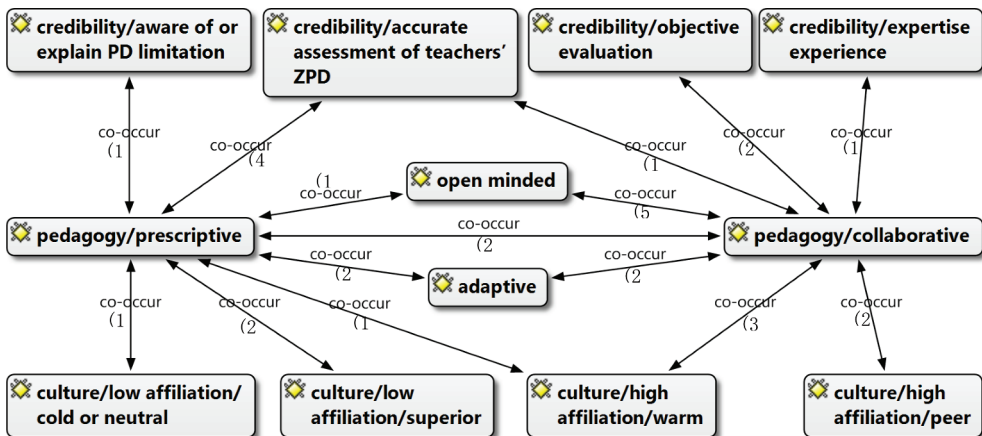 credibility/aware of or
explain PD limitation
credibility/accurate
assessment of teachers'
ZPD
credibility/objective
evaluation
credibility/expertise
experience
co-occur
(1
co-occur
(4
co-occur
(1
co-occur
(2
co-occur
(1
(1
co-occur
open minded
co-occur
(5
pedagogy/prescriptive
co-occur
(2
pedagogy/collaborative
co-occur
(2
adaptive
co-occur
(2
co-occur
(1
co-occur
(2
co-occur
(1
co-occur
(3
co-occur
(2
culture/low affiliation/
cold or neutral
culture/low
affiliation/superior
culture/high
affiliation/warm
culture/high
affiliation/peer